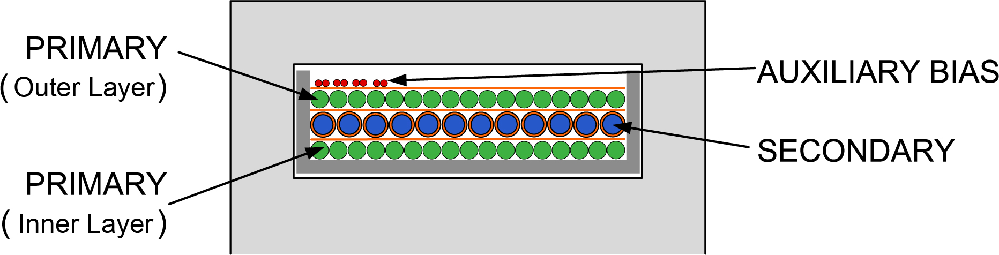 PRIMARY
(Outer Layer)
AUXILIARY BIAS
SECONDARY
PRIMARY
(Inner Layer)